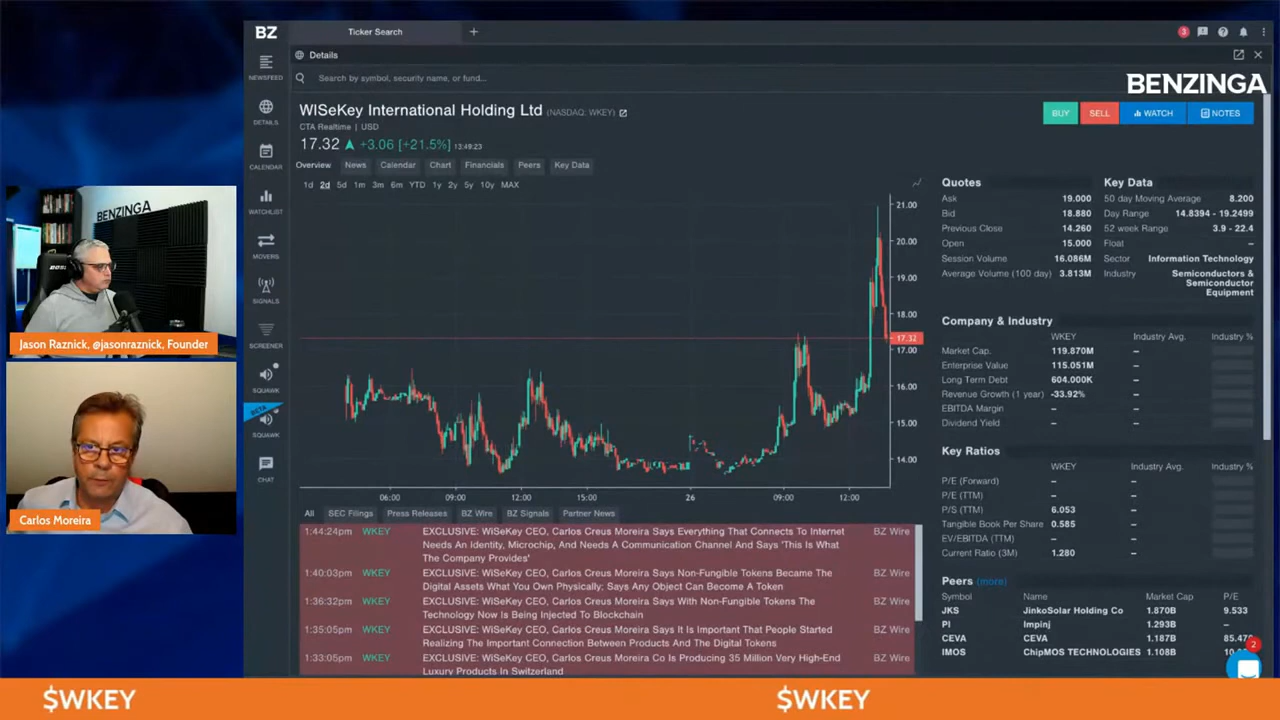 BZ
Ticker Search
+
3
NEWSFEED
DETAILS
CALENDAR
WATCHLIST
MOVERS
SIGNALS
SCREENER
SQUAWK
BETA
SQUAWK
CHAT
Details
Search by symbol, security name, or fund...
BENZINGA
WISeKey International Holding Ltd (NASDAQ: WKEY)
BUY SELL WATCH NOTES
CTA Realtime | USD
17.32 ▲ +3.06 [+21.5%] 13:49:23
Overview News Calendar Chart Financials Peers Key Data
1d 2d 5d 1m 3m 6m YTD 1y 2y 5y 10y MAX
21.00
20.00
19.00
18.00
17.32
17.00
16.00
15.00
14.00
06:00 09:00 12:00 15:00 26 09:00 12:00
Quotes
Ask 19.000
Bid 18.880
Previous Close 14.260
Open 15.000
Session Volume 16.086M
Average Volume (100 day) 3.813M
Key Data
50 day Moving Average 8.200
Day Range 14.8394 - 19.2499
52 week Range 3.9 - 22.4
Float –
Sector Information Technology
Industry Semiconductors &
Semiconductor
Equipment
Company & Industry
WKEY Industry Avg. Industry %
Market Cap. 119.870M –
Enterprise Value 115.051M –
Long Term Debt 604.000K –
Revenue Growth (1 year) -33.92% –
EBITDA Margin – –
Dividend Yield – –
Key Ratios
WKEY Industry Avg. Industry %
P/E (Forward) – –
P/E (TTM) – –
P/S (TTM) 6.053 –
Tangible Book Per Share 0.585 –
EV/EBITDA (TTM) – –
Current Ratio (3M) 1.280 –
Peers (more)
Symbol Name Market Cap P/E
JKS JinkoSolar Holding Co 1.870B 9.533
PI Impinj 1.293B –
CEVA CEVA 1.187B
IMOS ChipMOS TECHNOLOGIES 1.108B
2
All SEC Filings Press Releases BZ Wire BZ Signals Partner News
1:44:24pm WKEY EXCLUSIVE: WiSeKey CEO, Carlos Creus Moreira Says Everything That Connects To Internet BZ Wire
Needs An Identity, Microchip, And Needs A Communication Channel And Says 'This Is What
The Company Provides'
1:40:03pm WKEY EXCLUSIVE: WiSeKey CEO, Carlos Creus Moreira Says Non-Fungible Tokens Became The BZ Wire
Digital Assets What You Own Physically; Says Any Object Can Become A Token
1:36:32pm WKEY EXCLUSIVE: WiSeKey CEO, Carlos Creus Moreira Says With Non-Fungible Tokens The BZ Wire
Technology Now Is Being Injected To Blockchain
1:35:05pm WKEY EXCLUSIVE: WiSeKey CEO, Carlos Creus Moreira Says It Is Important That People Started BZ Wire
Realizing The Important Connection Between Products And The Digital Tokens
1:33:05pm WKEY EXCLUSIVE: WiSeKey CEO, Carlos Creus Moreira Co Is Producing 35 Million Very High-End BZ Wire
Luxury Products In Switzerland
BENZINGA
Jason Raznick, @jasonraznick, Founder
Carlos Moreira
$WKEY $WKEY